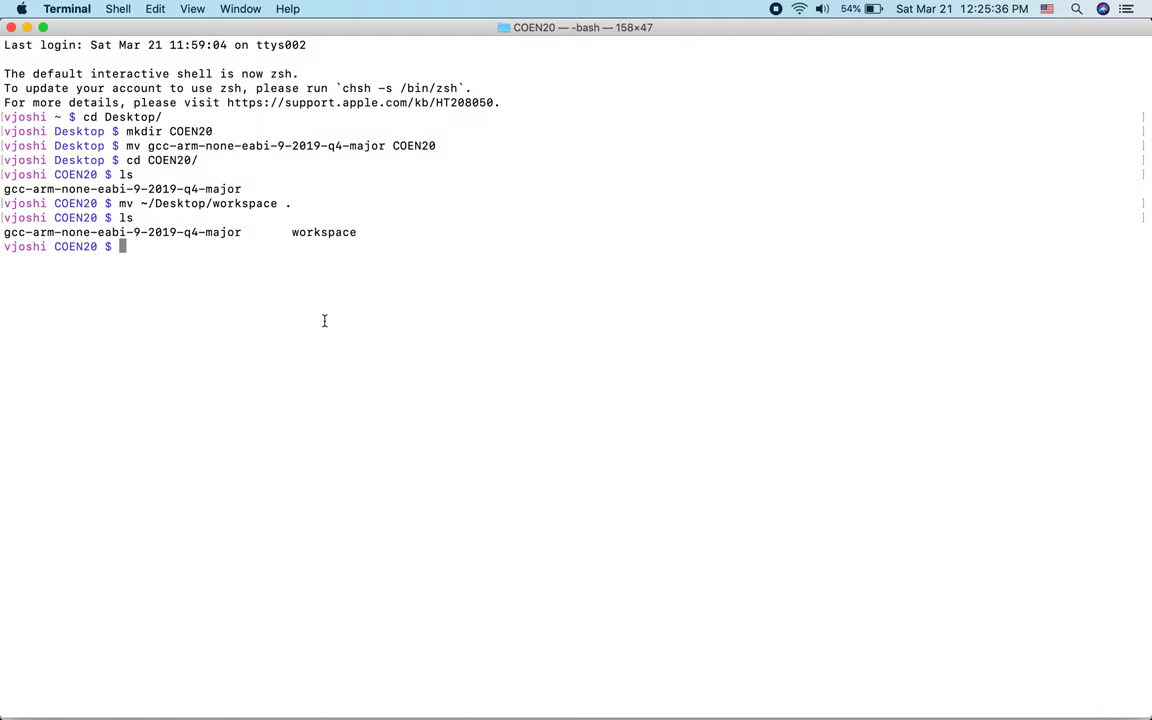 Terminal Shell Edit View Window Help 54% Sat Mar 21 12:25:36 PM
COEN20 — -bash — 158×47
Last login: Sat Mar 21 11:59:04 on ttys002
The default interactive shell is now zsh.
To update your account to use zsh, please run `chsh -s /bin/zsh`.
For more details, please visit https://support.apple.com/kb/HT208050.
[vjoshi ~ $ cd Desktop/ ]
[vjoshi Desktop $ mkdir COEN20 ]
[vjoshi Desktop $ mv gcc-arm-none-eabi-9-2019-q4-major COEN20 ]
[vjoshi Desktop $ cd COEN20/ ]
[vjoshi COEN20 $ ls ]
gcc-arm-none-eabi-9-2019-q4-major
[vjoshi COEN20 $ mv ~/Desktop/workspace . ]
[vjoshi COEN20 $ ls ]
gcc-arm-none-eabi-9-2019-q4-major workspace
vjoshi COEN20 $